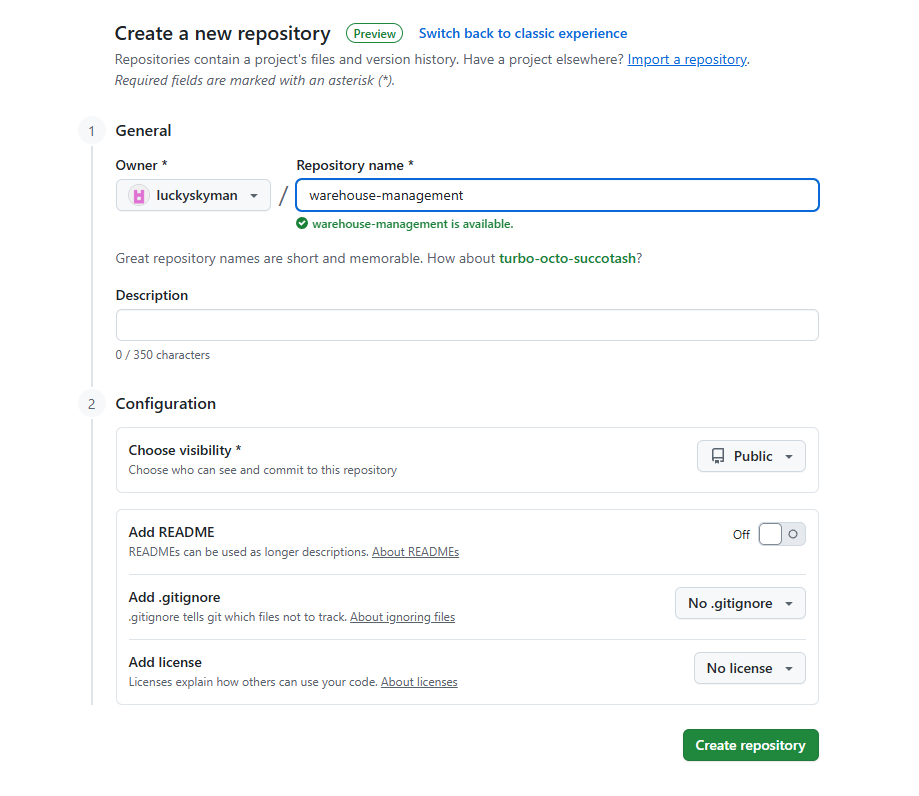 Create a new repository Preview Switch back to classic experience
Repositories contain a project's files and version history. Have a project elsewhere? Import a repository.
Required fields are marked with an asterisk (*).
1 General
Owner * Repository name *
luckyskyman / warehouse-management
warehouse-management is available.
Great repository names are short and memorable. How about turbo-octo-succotash?
Description
0 / 350 characters
2 Configuration
Choose visibility *
Choose who can see and commit to this repository
Public
Add README
READMEs can be used as longer descriptions. About READMEs
Off
Add .gitignore
.gitignore tells git which files not to track. About ignoring files
No .gitignore
Add license
Licenses explain how others can use your code. About licenses
No license
Create repository